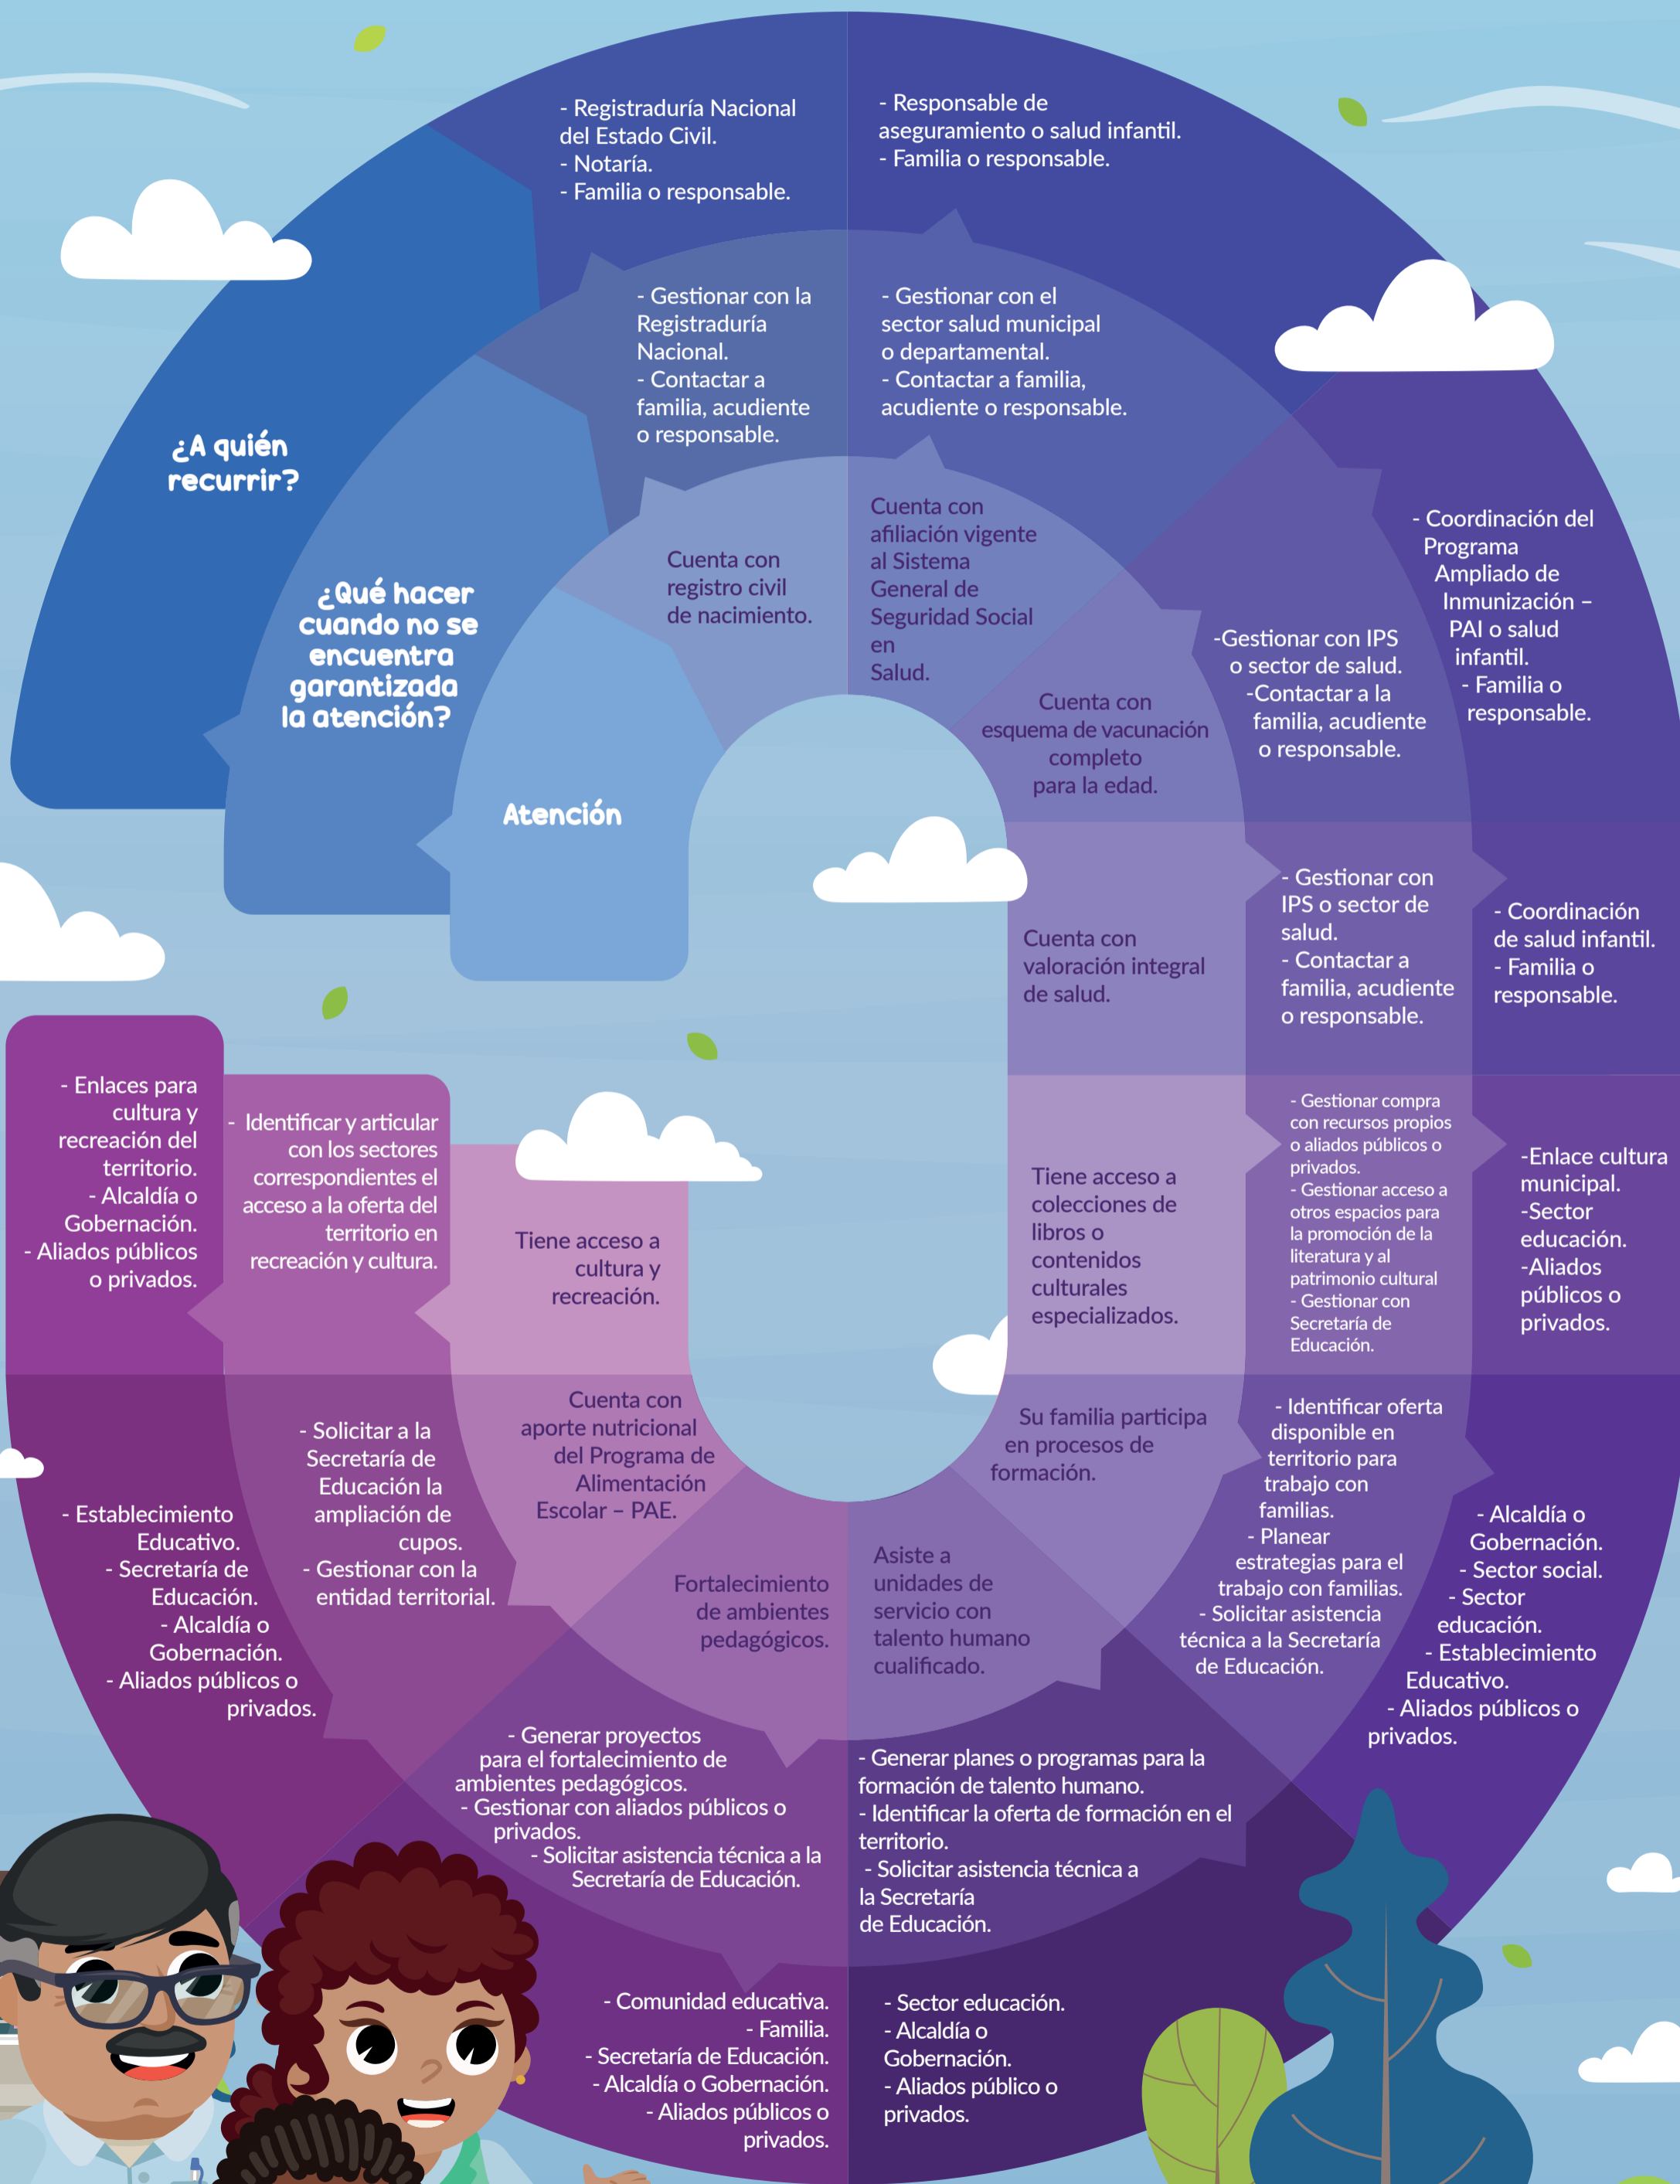 ¿A quién
recurrir?
¿Qué hacer
cuando no se
encuentra
garantizada
la atención?
Atención
- Registraduría Nacional
del Estado Civil.
- Notaría.
- Familia o responsable.
- Gestionar con la
Registraduría
Nacional.
- Contactar a
familia, acudiente
o responsable.
Cuenta con
registro civil
de nacimiento.
- Responsable de
aseguramiento o salud infantil.
- Familia o responsable.
- Gestionar con el
sector salud municipal
o departamental.
- Contactar a familia,
acudiente o responsable.
Cuenta con
afiliación vigente
al Sistema
General de
Seguridad Social
en
Salud.
- Coordinación del
Programa
Ampliado de
Inmunización –
PAI o salud
infantil.
- Familia o
responsable.
-Gestionar con IPS
o sector de salud.
-Contactar a la
familia, acudiente
o responsable.
Cuenta con
esquema de vacunación
completo
para la edad.
Cuenta con
valoración integral
de salud.
- Gestionar con
IPS o sector de
salud.
- Contactar a
familia, acudiente
o responsable.
- Coordinación
de salud infantil.
- Familia o
responsable.
Tiene acceso a
colecciones de
libros o
contenidos
culturales
especializados.
- Gestionar compra
con recursos propios
o aliados públicos o
privados.
- Gestionar acceso a
otros espacios para
la promoción de la
literatura y al
patrimonio cultural
- Gestionar con
Secretaría de
Educación.
-Enlace cultura
municipal.
-Sector
educación.
-Aliados
públicos o
privados.
Su familia participa
en procesos de
formación.
- Identificar oferta
disponible en
territorio para
trabajo con
familias.
- Planear
estrategias para el
trabajo con familias.
- Solicitar asistencia
técnica a la Secretaría
de Educación.
- Alcaldía o
Gobernación.
- Sector social.
- Sector
educación.
- Establecimiento
Educativo.
- Aliados públicos o
privados.
Asiste a
unidades de
servicio con
talento humano
cualificado.
- Generar planes o programas para la
formación de talento humano.
- Identificar la oferta de formación en el
territorio.
- Solicitar asistencia técnica a
la Secretaría
de Educación.
- Sector educación.
- Alcaldía o
Gobernación.
- Aliados público o
privados.
Fortalecimiento
de ambientes
pedagógicos.
- Generar proyectos
para el fortalecimiento de
ambientes pedagógicos.
- Gestionar con aliados públicos o
privados.
- Solicitar asistencia técnica a la
Secretaría de Educación.
- Comunidad educativa.
- Familia.
- Secretaría de Educación.
- Alcaldía o Gobernación.
- Aliados públicos o
privados.
Cuenta con
aporte nutricional
del Programa de
Alimentación
Escolar – PAE.
- Solicitar a la
Secretaría de
Educación la
ampliación de
cupos.
- Gestionar con la
entidad territorial.
- Establecimiento
Educativo.
- Secretaría de
Educación.
- Alcaldía o
Gobernación.
- Aliados públicos o
privados.
Tiene acceso a
cultura y
recreación.
- Identificar y articular
con los sectores
correspondientes el
acceso a la oferta del
territorio en
recreación y cultura.
- Enlaces para
cultura y
recreación del
territorio.
- Alcaldía o
Gobernación.
- Aliados públicos
o privados.